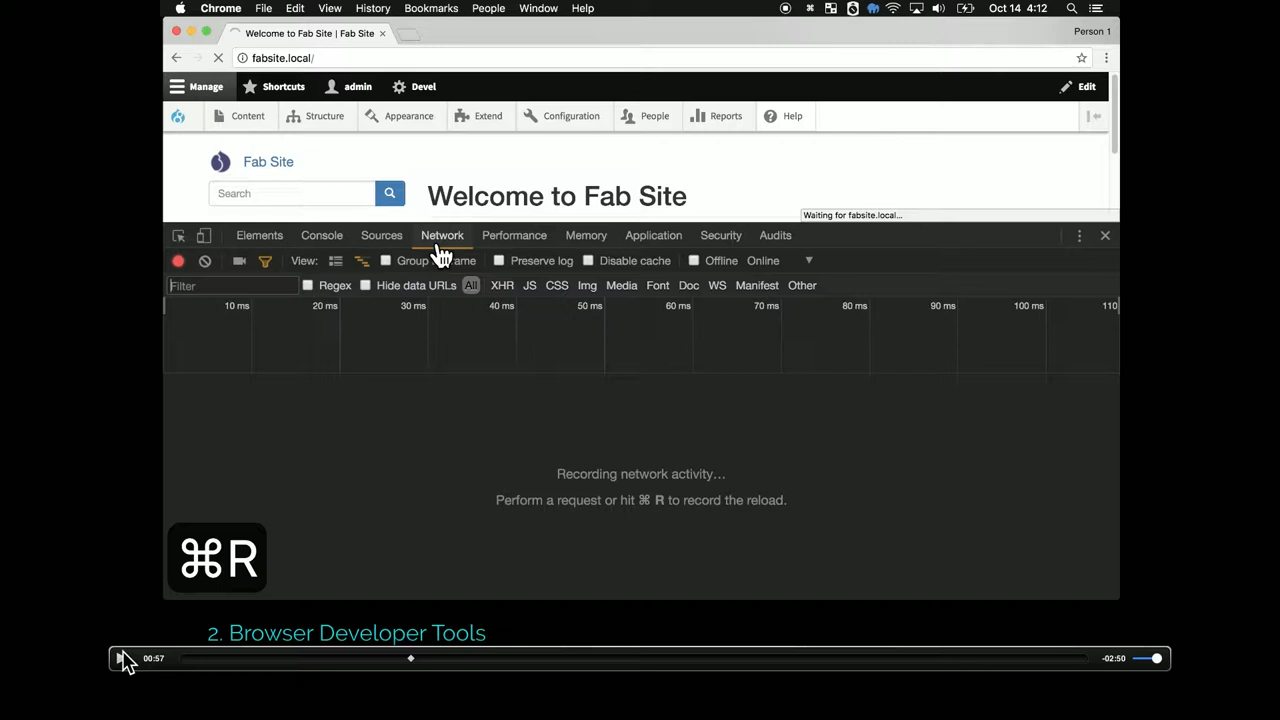 Chrome File Edit View History Bookmarks People Window Help Oct 14 4:12
Welcome to Fab Site | Fab Site × Person 1
fabsite.local/
Manage Shortcuts admin Devel Edit
Content Structure Appearance Extend Configuration People Reports Help
Fab Site
Search
Welcome to Fab Site
Waiting for fabsite.local...
Elements Console Sources Network Performance Memory Application Security Audits
View: Preserve log Disable cache Offline Online
Filter Regex Hide data URLs All XHR JS CSS Img Media Font Doc WS Manifest Other
10 ms 20 ms 30 ms 40 ms 50 ms 60 ms 70 ms 80 ms 90 ms 100 ms 110
Recording network activity…
Perform a request or hit ⌘ R to record the reload.
⌘R
2. Browser Developer Tools
00:57 -02:50